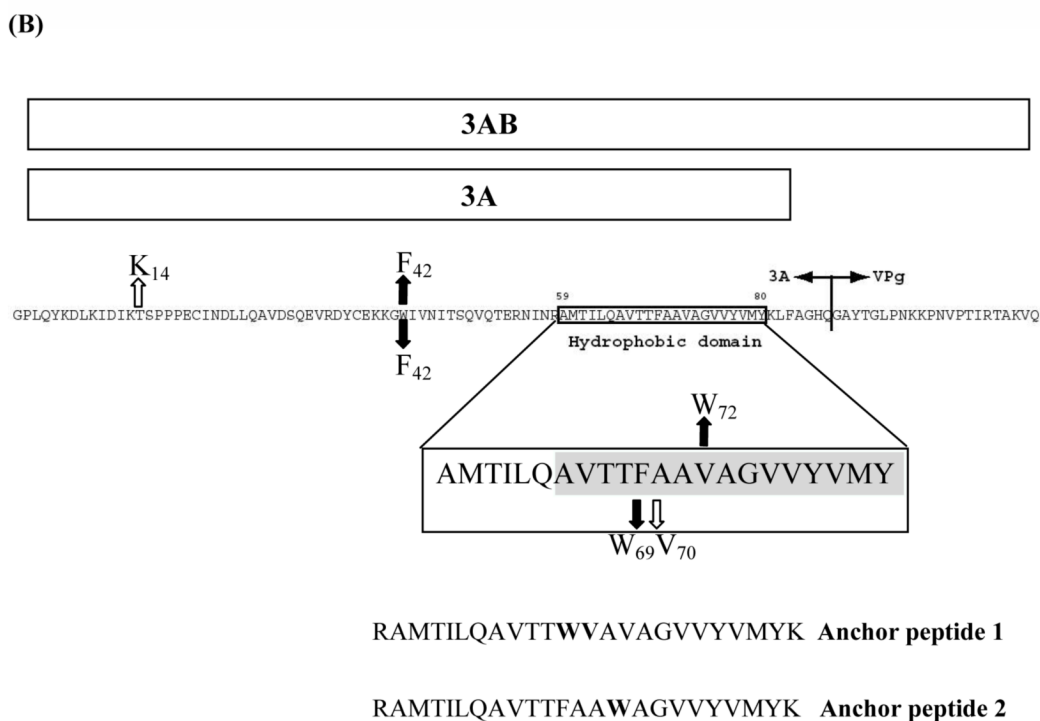 (B)
3AB
3A
K14
F42
3A VPg
59 80
GPLQYKDLKIDIKTSPPPECINDLLQAVDSQEVRDYCEKKGWIVNITSQVQTERNINRAMTILQAVTTFAAVAGVVYVMYKLFAGHQGAYTGLPNKKPNVPTIRTAKVQ
Hydrophobic domain
F42
W72
AMTILQAVTTFAAVAGVVYVMY
W69V70
RAMTILQAVTTWVAVAGVVYVMYK Anchor peptide 1
RAMTILQAVTTFAAWAGVVYVMYK Anchor peptide 2